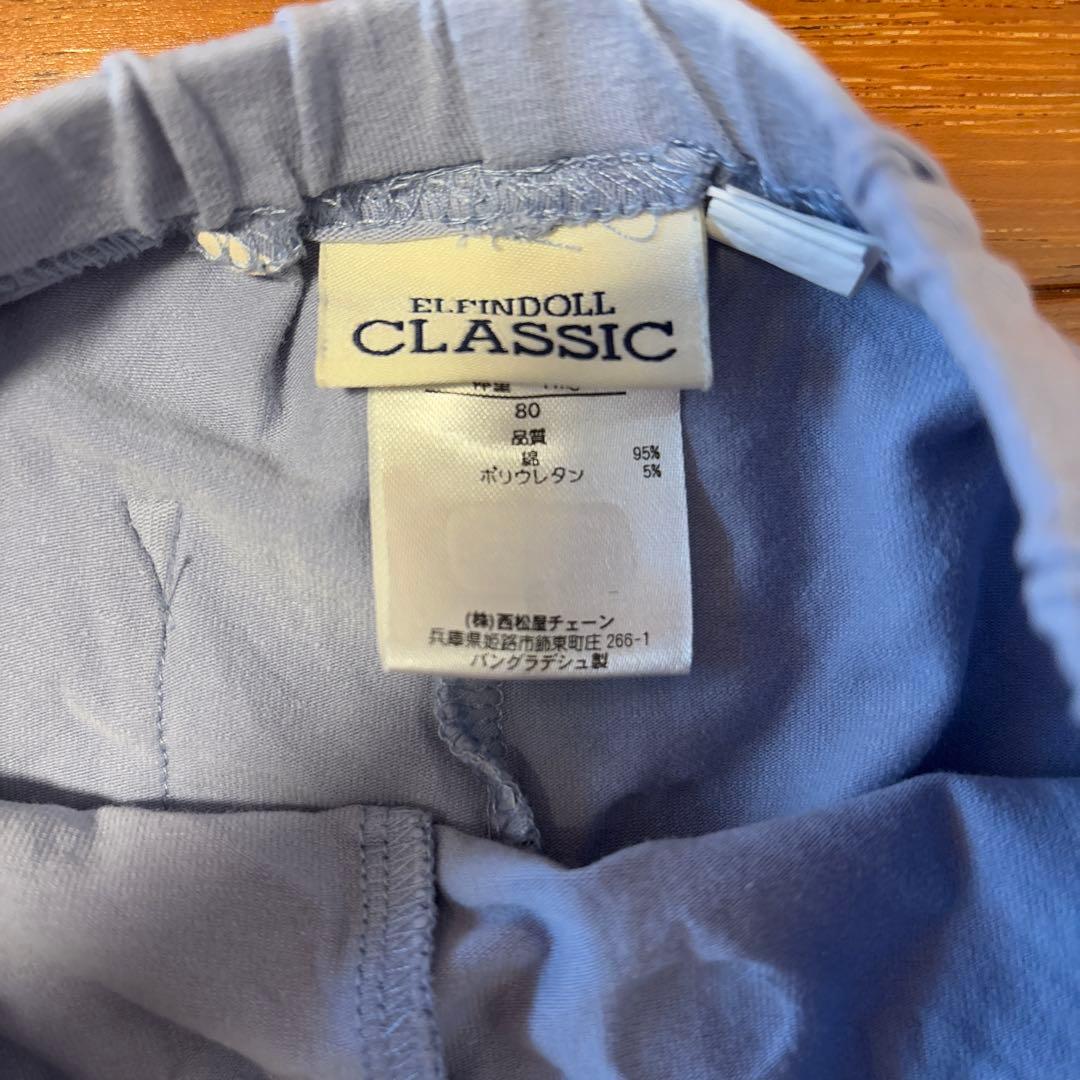 ELFINDOLL
CLASSIC
80
品質
綿 95%
ポリウレタン 5%
(株)西松屋チェーン
兵庫県姫路市飾東町庄 266-1
バングラデシュ製